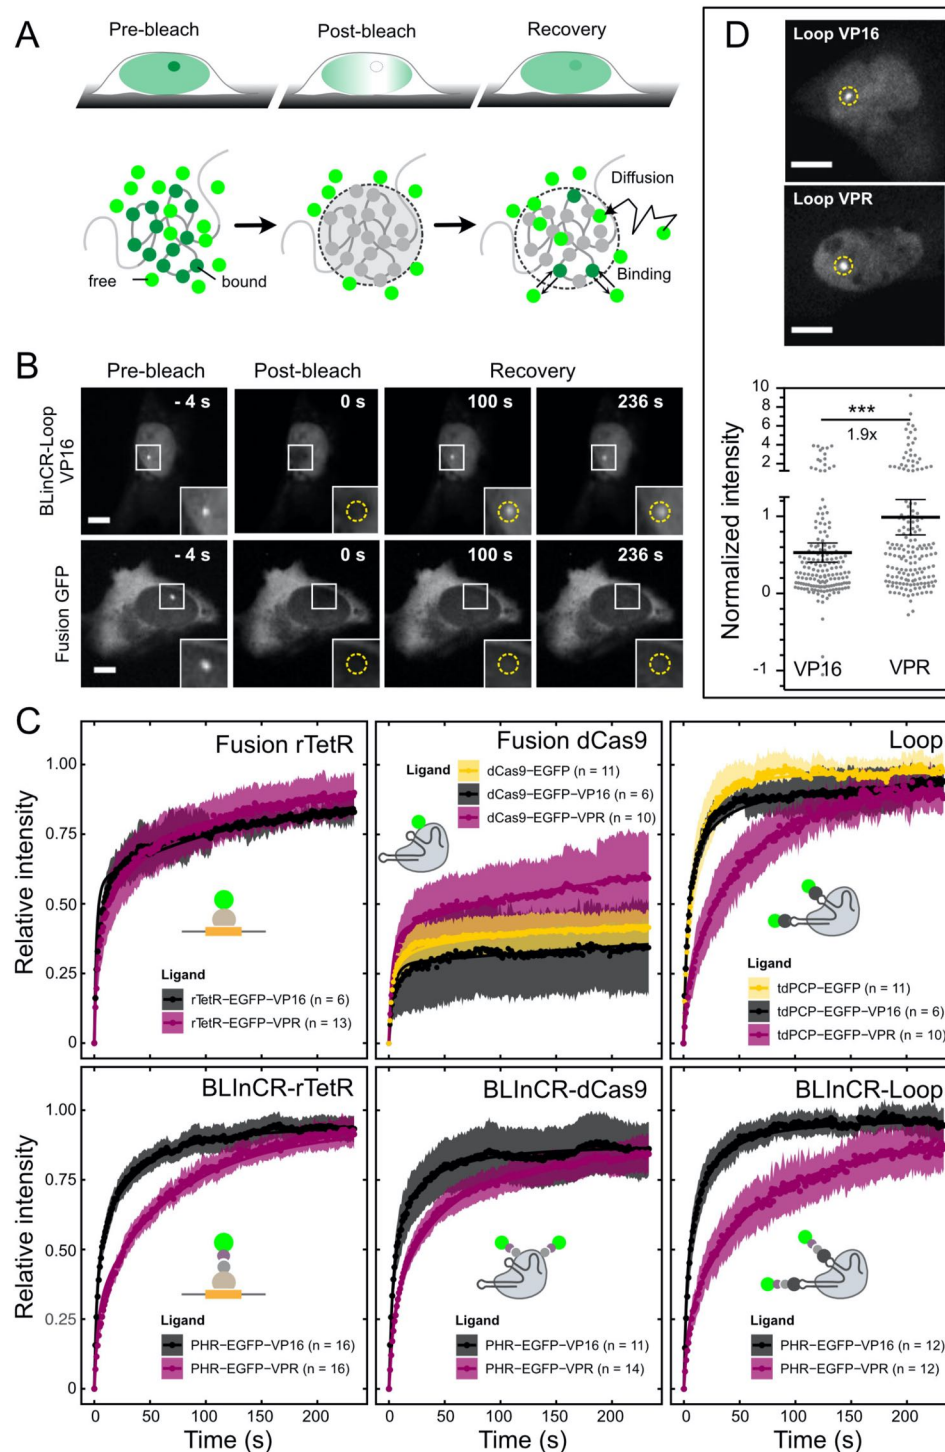 A
Pre-bleach Post-bleach Recovery
Diffusion
free bound Binding
B
Pre-bleach Post-bleach Recovery
BLinCR-Loop
VP16
- 4 s 0 s 100 s 236 s
Fusion GFP
- 4 s 0 s 100 s 236 s
D
Loop VP16
Loop VPR
Normalized intensity
10
8
6
4
2
1
0
-1
***
1.9x
VP16 VPR
C
Relative intensity
1.00
0.75
0.50
0.25
0
Fusion rTetR
Ligand
rTetR-EGFP-VP16 (n = 6)
rTetR-EGFP-VPR (n = 13)
Fusion dCas9
Ligand
dCas9-EGFP (n = 11)
dCas9-EGFP-VP16 (n = 6)
dCas9-EGFP-VPR (n = 10)
Loop
Ligand
tdPCP-EGFP (n = 11)
tdPCP-EGFP-VP16 (n = 6)
tdPCP-EGFP-VPR (n = 10)
Relative intensity
1.00
0.75
0.50
0.25
0
BLInCR-rTetR
Ligand
PHR-EGFP-VP16 (n = 16)
PHR-EGFP-VPR (n = 16)
BLInCR-dCas9
Ligand
PHR-EGFP-VP16 (n = 11)
PHR-EGFP-VPR (n = 14)
BLInCR-Loop
Ligand
PHR-EGFP-VP16 (n = 12)
PHR-EGFP-VPR (n = 12)
0 50 100 150 200 0 50 100 150 200 0 50 100 150 200
Time (s) Time (s) Time (s)